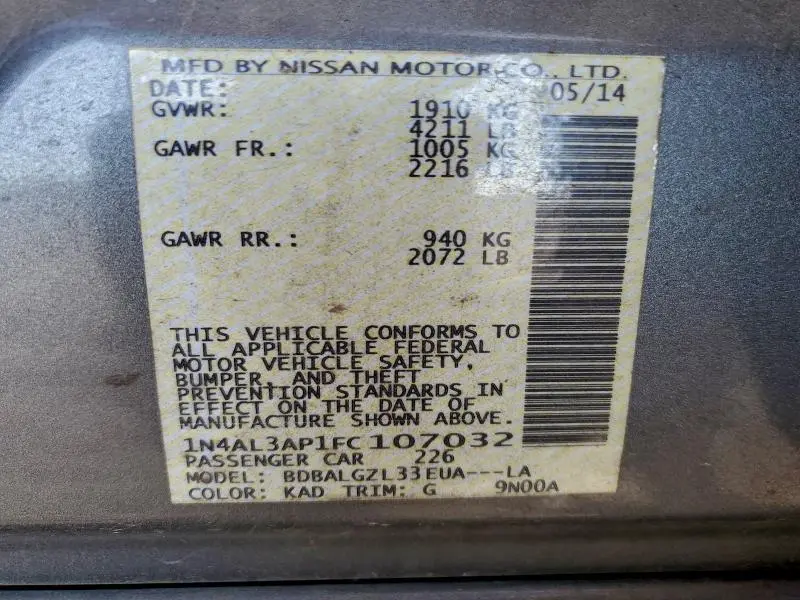 MFD BY NISSAN MOTOR CO., LTD.
DATE: 05/14
GVWR: 1910 KG
4211 LB
GAWR FR.: 1005 KG
2216 LB
GAWR RR.: 940 KG
2072 LB
THIS VEHICLE CONFORMS TO
ALL APPLICABLE FEDERAL
MOTOR VEHICLE SAFETY,
BUMPER, AND THEFT
PREVENTION STANDARDS IN
EFFECT ON THE DATE OF
MANUFACTURE SHOWN ABOVE.
1N4AL3AP1FC107032
PASSENGER CAR 226
MODEL: BDBALGZL33EUA---LA
COLOR: KAD TRIM: G 9N00A